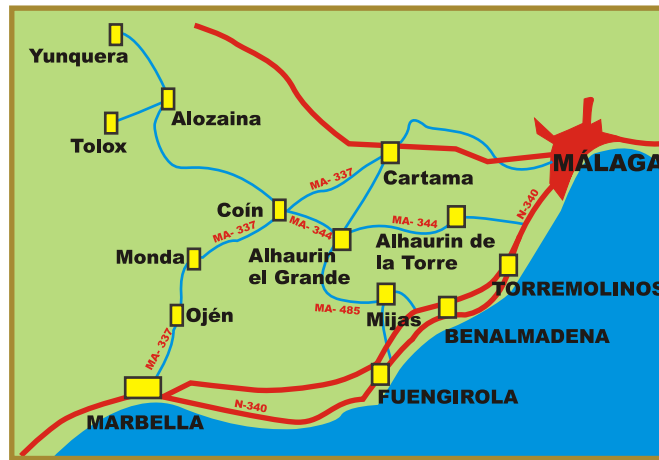 Yunquera
Alozaina
Tolox
MÁLAGA
MA- 337
Cartama
N-340
Coín
MA- 344
MA- 344
MA- 337
Alhaurin
el Grande
Alhaurin de
la Torre
Monda
TORREMOLINOS
MA- 485
Ojén
Mijas
BENALMADENA
MA- 337
FUENGIROLA
N-340
MARBELLA